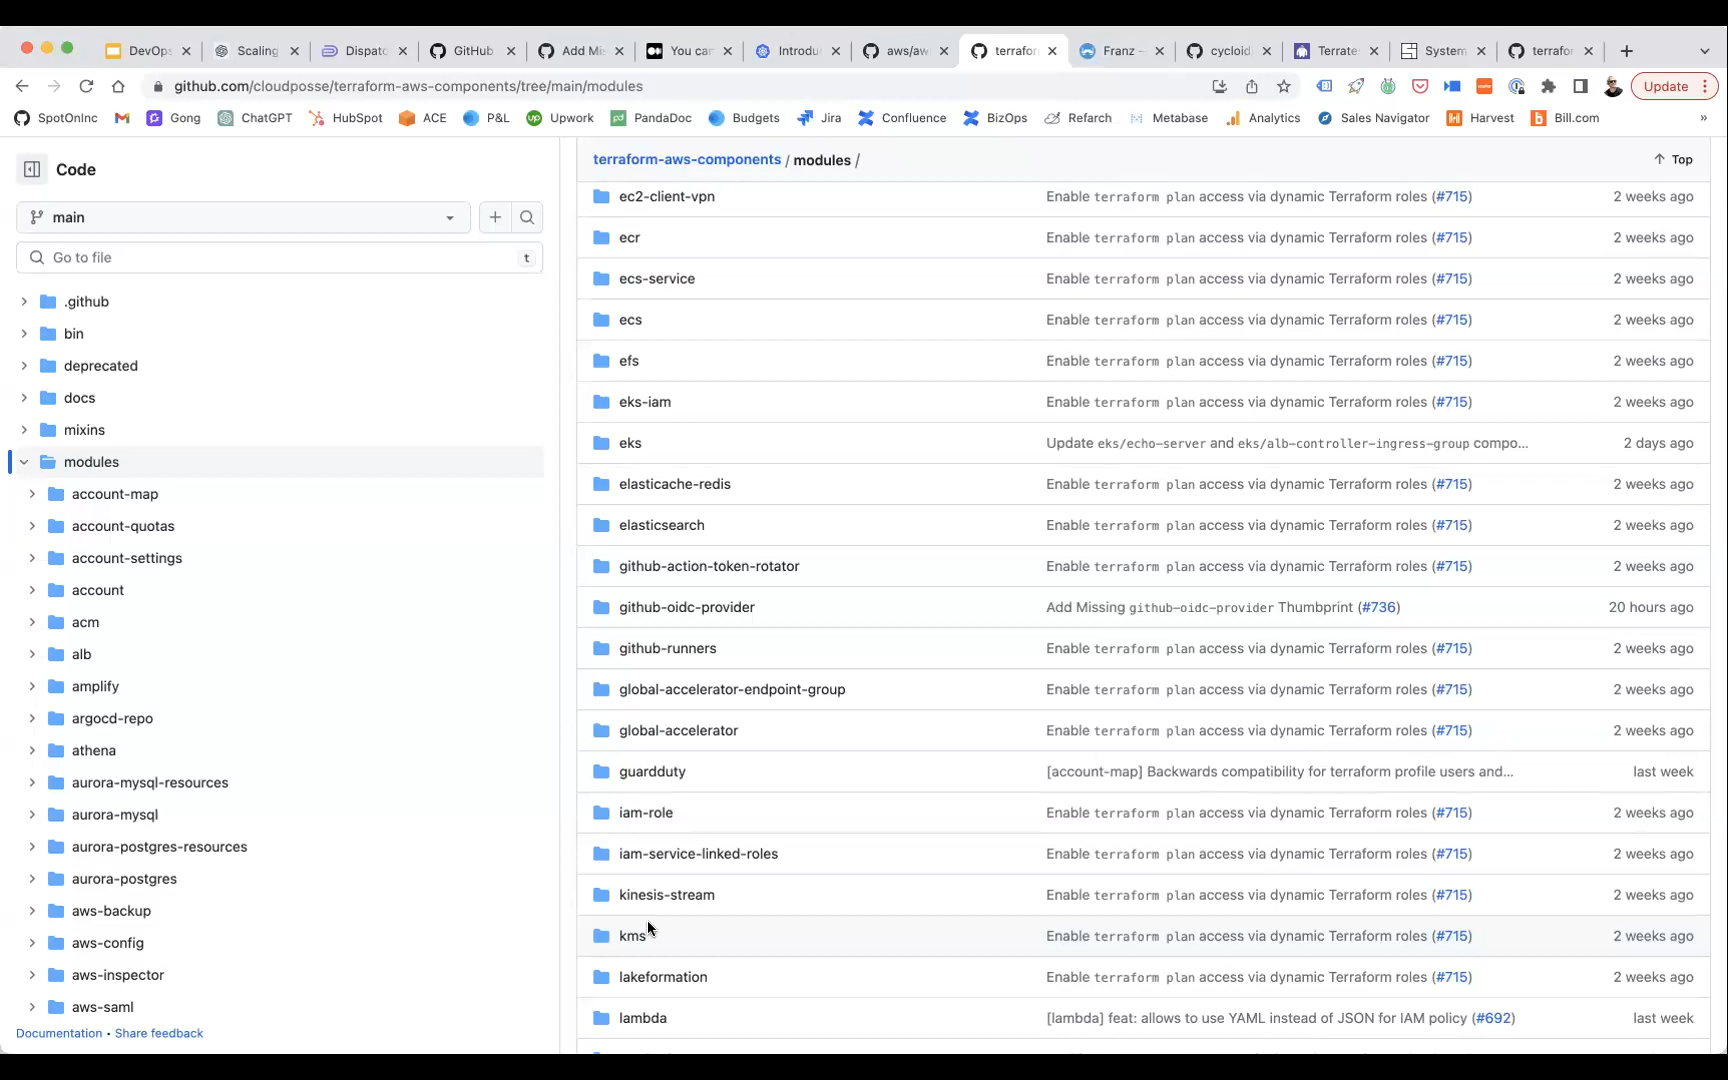 DevOps
Scaling
Dispatc
GitHub
Add Mis
You can
Introdu
aws/aw
terrafor
Franz –
cycloid
Terrates
System
terrafor
github.com/cloudposse/terraform-aws-components/tree/main/modules
Update
SpotOnInc
Gong
ChatGPT
HubSpot
ACE
P&L
Upwork
PandaDoc
Budgets
Jira
Confluence
BizOps
Refarch
Metabase
Analytics
Sales Navigator
Harvest
Bill.com
»
Code
main
Go to file
t
.github
bin
deprecated
docs
mixins
modules
account-map
account-quotas
account-settings
account
acm
alb
amplify
argocd-repo
athena
aurora-mysql-resources
aurora-mysql
aurora-postgres-resources
aurora-postgres
aws-backup
aws-config
aws-inspector
aws-saml
Documentation • Share feedback
terraform-aws-components / modules /
Top
ec2-client-vpn Enable terraform plan access via dynamic Terraform roles (#715) 2 weeks ago
ecr Enable terraform plan access via dynamic Terraform roles (#715) 2 weeks ago
ecs-service Enable terraform plan access via dynamic Terraform roles (#715) 2 weeks ago
ecs Enable terraform plan access via dynamic Terraform roles (#715) 2 weeks ago
efs Enable terraform plan access via dynamic Terraform roles (#715) 2 weeks ago
eks-iam Enable terraform plan access via dynamic Terraform roles (#715) 2 weeks ago
eks Update eks/echo-server and eks/alb-controller-ingress-group compo... 2 days ago
elasticache-redis Enable terraform plan access via dynamic Terraform roles (#715) 2 weeks ago
elasticsearch Enable terraform plan access via dynamic Terraform roles (#715) 2 weeks ago
github-action-token-rotator Enable terraform plan access via dynamic Terraform roles (#715) 2 weeks ago
github-oidc-provider Add Missing github-oidc-provider Thumbprint (#736) 20 hours ago
github-runners Enable terraform plan access via dynamic Terraform roles (#715) 2 weeks ago
global-accelerator-endpoint-group Enable terraform plan access via dynamic Terraform roles (#715) 2 weeks ago
global-accelerator Enable terraform plan access via dynamic Terraform roles (#715) 2 weeks ago
guardduty [account-map] Backwards compatibility for terraform profile users and... last week
iam-role Enable terraform plan access via dynamic Terraform roles (#715) 2 weeks ago
iam-service-linked-roles Enable terraform plan access via dynamic Terraform roles (#715) 2 weeks ago
kinesis-stream Enable terraform plan access via dynamic Terraform roles (#715) 2 weeks ago
kms Enable terraform plan access via dynamic Terraform roles (#715) 2 weeks ago
lakeformation Enable terraform plan access via dynamic Terraform roles (#715) 2 weeks ago
lambda [lambda] feat: allows to use YAML instead of JSON for IAM policy (#692) last week